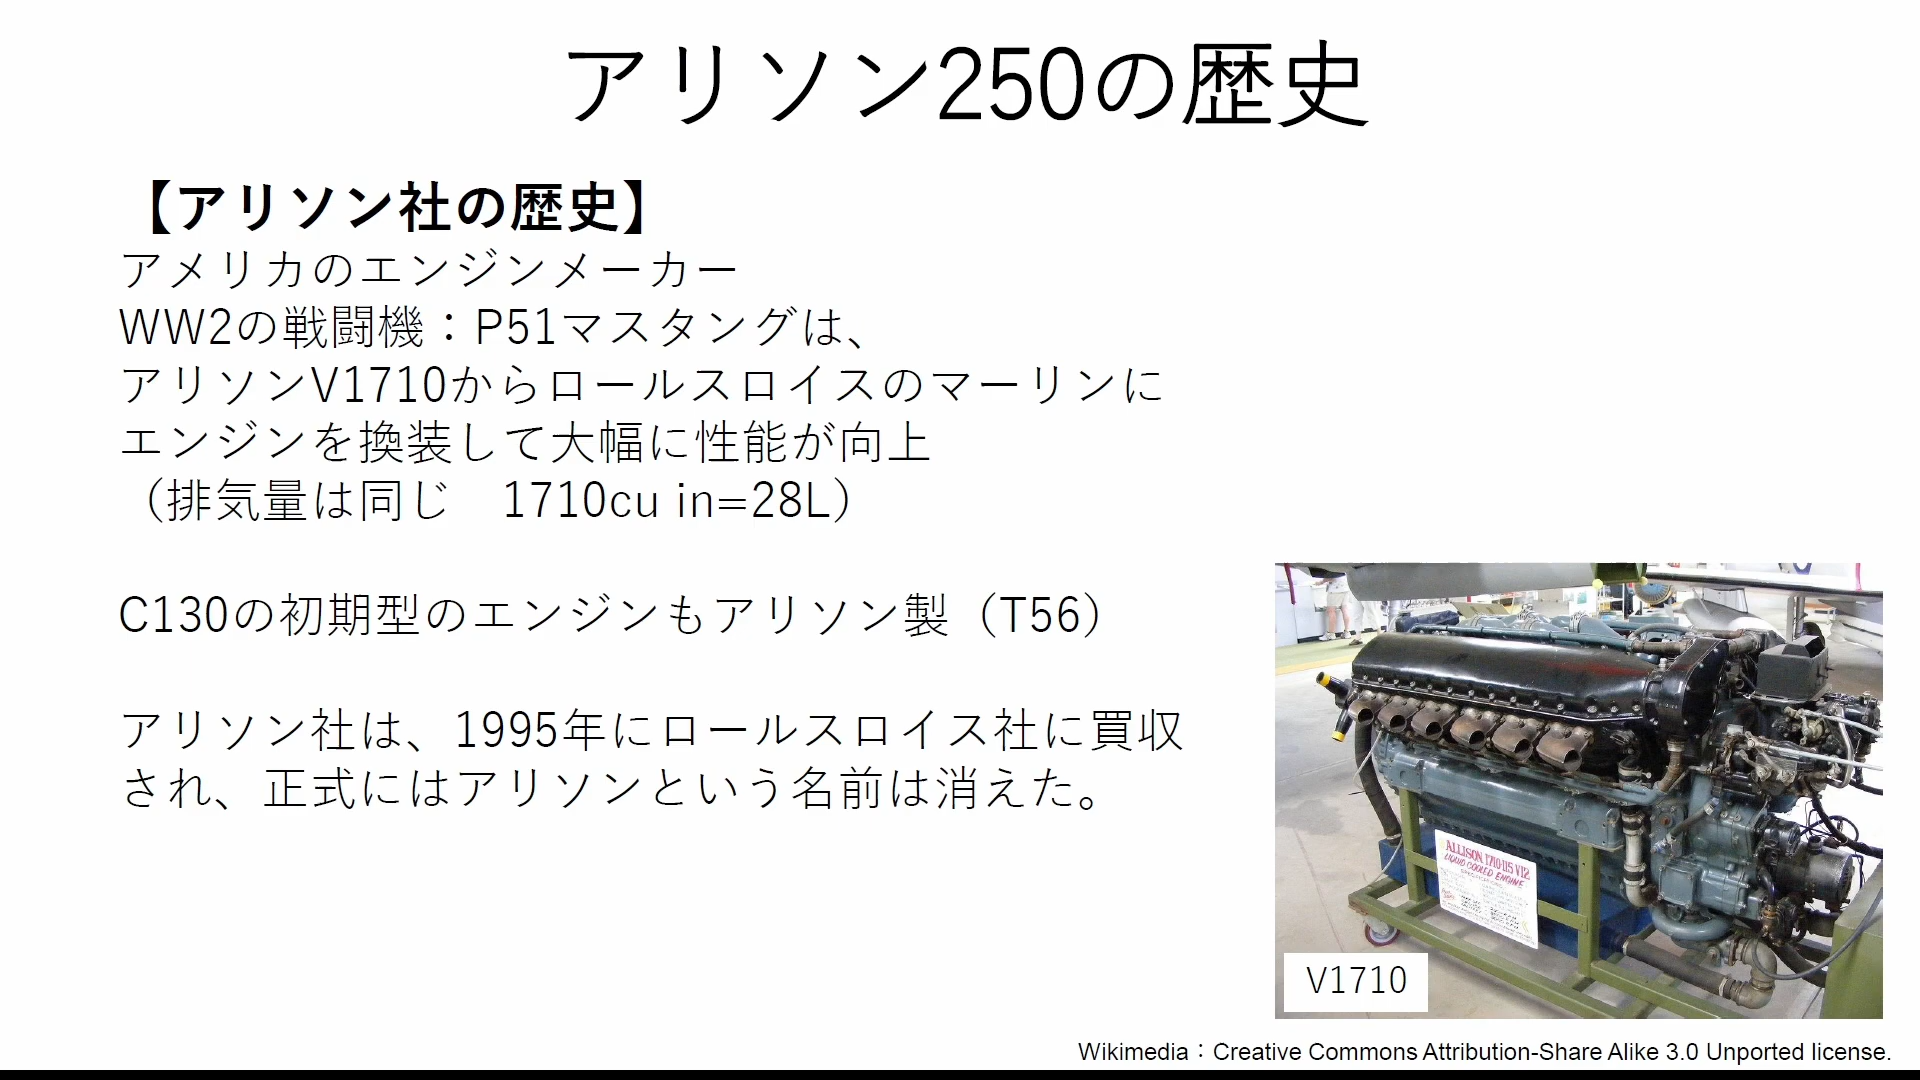 アリソン250の歴史
【アリソン社の歴史】
アメリカのエンジンメーカー
WW2の戦闘機：P51マスタングは、
アリソンV1710からロールスロイスのマーリンに
エンジンを換装して大幅に性能が向上
（排気量は同じ　1710cu in=28L）
C130の初期型のエンジンもアリソン製（T56）
アリソン社は、1995年にロールスロイス社に買収
され、正式にはアリソンという名前は消えた。
ALLISON 1710-115 V12
LIQUID COOLED ENGINE
SPECIFICATIONS
V1710
Wikimedia：Creative Commons Attribution-Share Alike 3.0 Unported license.